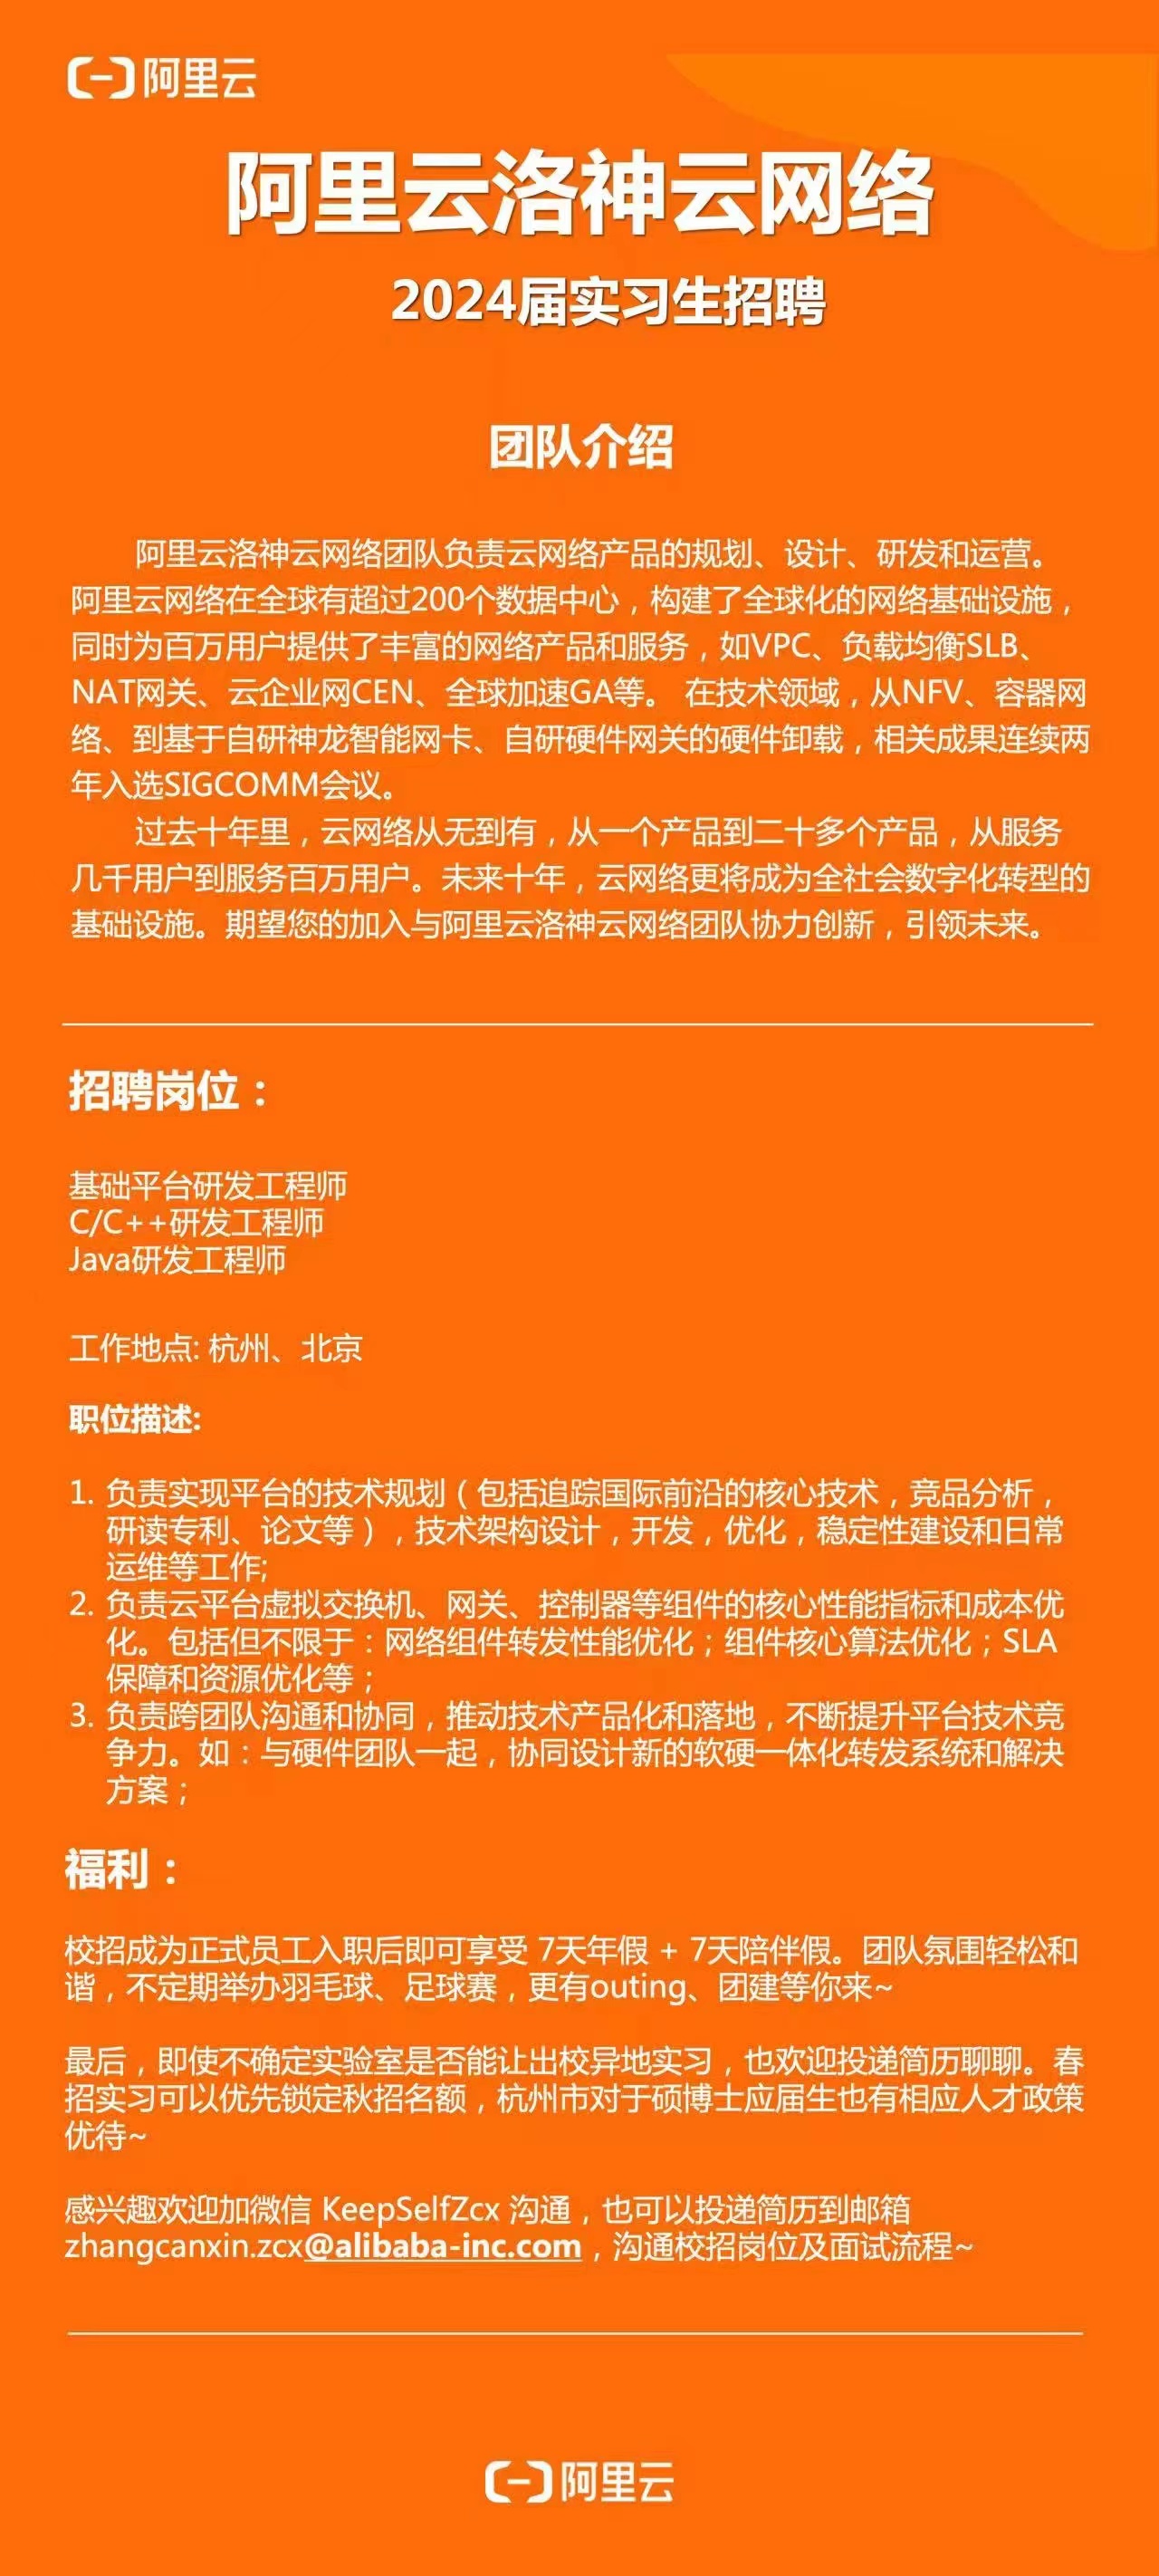 阿里云
阿里云洛神云网络
2024届实习生招聘
团队介绍
阿里云洛神云网络团队负责云网络产品的规划、设计、研发和运营。
阿里云网络在全球有超过200个数据中心，构建了全球化的网络基础设施，
同时为百万用户提供了丰富的网络产品和服务，如VPC、负载均衡SLB、
NAT网关、云企业网CEN、全球加速GA等。 在技术领域，从NFV、容器网
络、到基于自研神龙智能网卡、自研硬件网关的硬件卸载，相关成果连续两
年入选SIGCOMM会议。
过去十年里，云网络从无到有，从一个产品到二十多个产品，从服务
几千用户到服务百万用户。未来十年，云网络更将成为全社会数字化转型的
基础设施。期望您的加入与阿里云洛神云网络团队协力创新，引领未来。
招聘岗位：
基础平台研发工程师
C/C++研发工程师
Java研发工程师
工作地点: 杭州、北京
职位描述:
1. 负责实现平台的技术规划（包括追踪国际前沿的核心技术，竞品分析，
研读专利、论文等），技术架构设计，开发，优化，稳定性建设和日常
运维等工作;
2. 负责云平台虚拟交换机、网关、控制器等组件的核心性能指标和成本优
化。包括但不限于：网络组件转发性能优化；组件核心算法优化；SLA
保障和资源优化等；
3. 负责跨团队沟通和协同，推动技术产品化和落地，不断提升平台技术竞
争力。如：与硬件团队一起，协同设计新的软硬一体化转发系统和解决
方案；
福利：
校招成为正式员工入职后即可享受 7天年假 + 7天陪伴假。团队氛围轻松和
谐，不定期举办羽毛球、足球赛，更有outing、团建等你来~
最后，即使不确定实验室是否能让出校异地实习，也欢迎投递简历聊聊。春
招实习可以优先锁定秋招名额，杭州市对于硕博士应届生也有相应人才政策
优待~
感兴趣欢迎加微信 KeepSelfZcx 沟通，也可以投递简历到邮箱
zhangcanxin.zcx@alibaba-inc.com，沟通校招岗位及面试流程~
阿里云